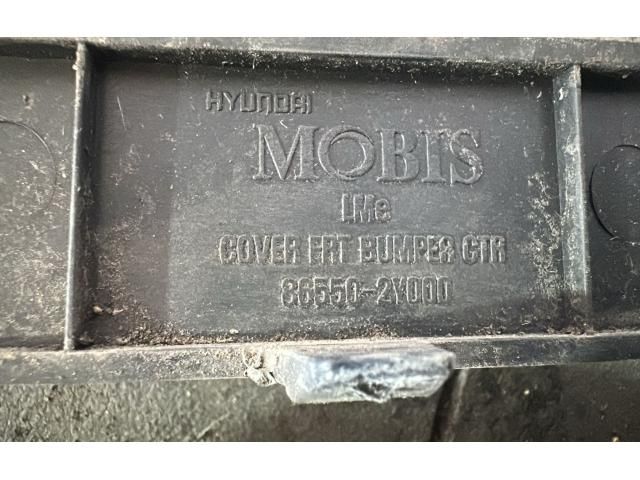 HYUNDAI
MOBIS
LMe
COVER FRT BUMPER CTR
86550-2Y000